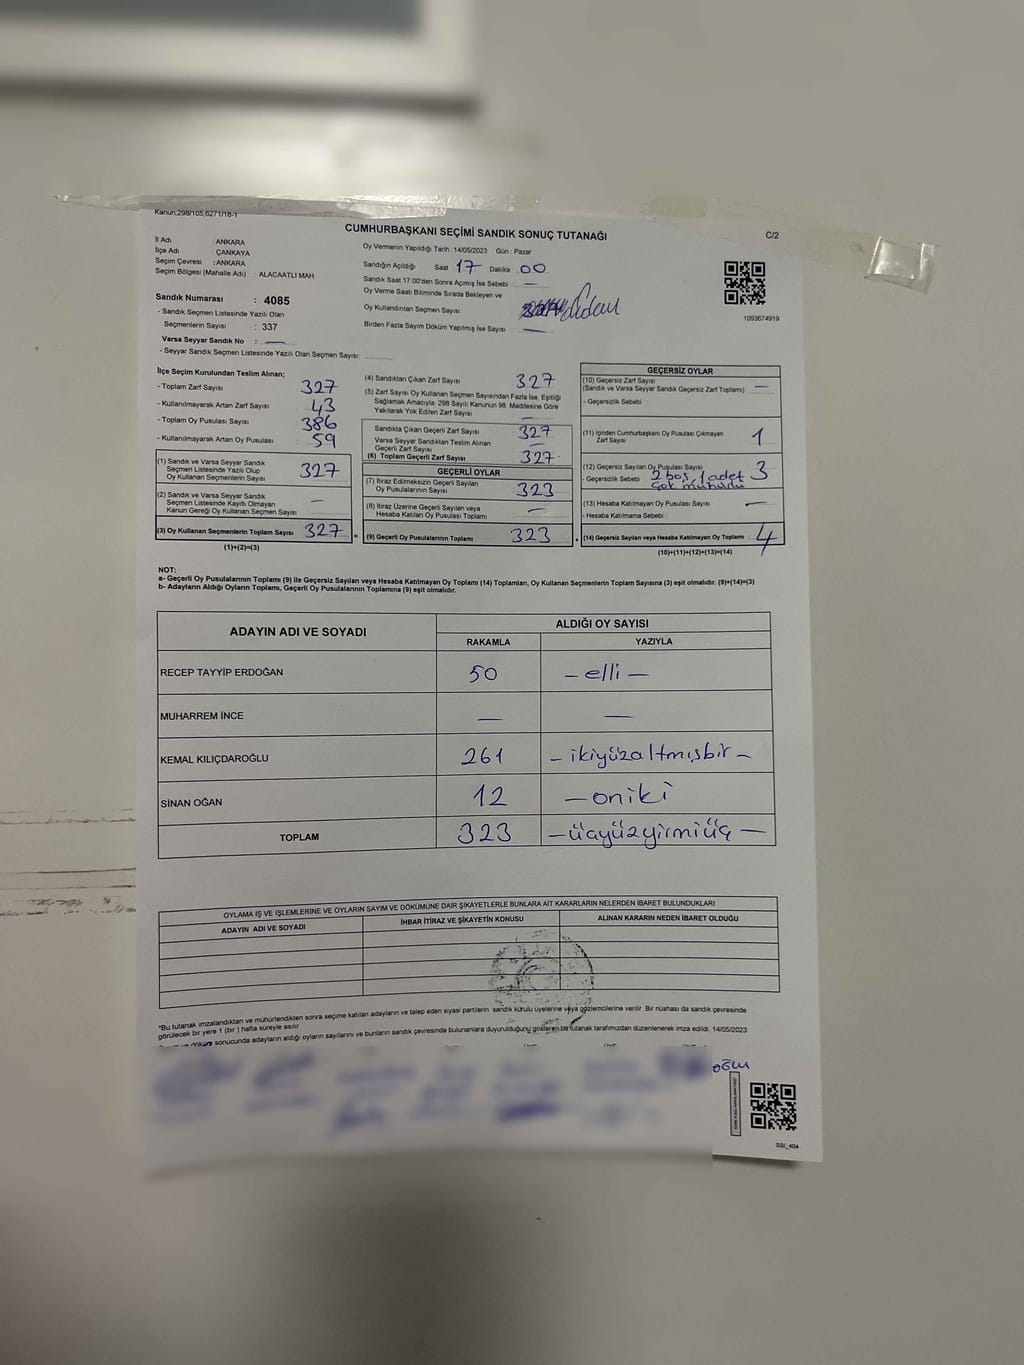 Kanun:298/105,6271/18-1
CUMHURBAŞKANI SEÇİMİ SANDIK SONUÇ TUTANAĞI
C/2
İl Adı : ANKARA
İlçe Adı : ÇANKAYA
Seçim Çevresi : ANKARA
Seçim Bölgesi (Mahalle Adı) : ALACAATLI MAH.
Sandık Numarası : 4085
- Sandık Seçmen Listesinde Yazılı Olan
Seçmenlerin Sayısı : 337
Varsa Seyyar Sandık No : —
- Seyyar Sandık Seçmen Listesinde Yazılı Olan Seçmen Sayısı:
Oy Vermenin Yapıldığı Tarih : 14/05/2023 Gün : Pazar
Sandığın Açıldığı Saat 17 Dakika 00
Sandık Saat 17:00'den Sonra Açılmış İse Sebebi —
Oy Verme Saati Bitiminde Sırada Bekleyen ve
Oy Kullandırılan Seçmen Sayısı
Birden Fazla Sayım Döküm Yapılmış İse Sayısı —
1093674919
İlçe Seçim Kurulundan Teslim Alınan;
- Toplam Zarf Sayısı 327
- Kullanılmayarak Artan Zarf Sayısı 43
- Toplam Oy Pusulası Sayısı 386
- Kullanılmayarak Artan Oy Pusulası 59
(1) Sandık ve Varsa Seyyar Sandık
Seçmen Listesinde Yazılı Olup
Oy Kullanan Seçmenlerin Sayısı 327
(2) Sandık ve Varsa Seyyar Sandık
Seçmen Listesinde Kayıtlı Olmayan
Kanun Gereği Oy Kullanan Seçmen Sayısı —
(3) Oy Kullanan Seçmenlerin Toplam Sayısı 327
(1)+(2)=(3)
(4) Sandıktan Çıkan Zarf Sayısı 327
(5) Zarf Sayısı Oy Kullanan Seçmen Sayısından Fazla İse, Eşitliği
Sağlamak Amacıyla, 298 Sayılı Kanunun 98. Maddesine Göre
Yakılarak Yok Edilen Zarf Sayısı —
Sandıkta Çıkan Geçerli Zarf Sayısı 327
Varsa Seyyar Sandıktan Teslim Alınan
Geçerli Zarf Sayısı —
(6) Toplam Geçerli Zarf Sayısı 327
GEÇERLİ OYLAR
(7) İtiraz Edilmeksizin Geçerli Sayılan
Oy Pusulalarının Sayısı 323
(8) İtiraz Üzerine Geçerli Sayılan veya
Hesaba Katılan Oy Pusulası Toplamı —
(9) Geçerli Oy Pusulalarının Toplamı 323
GEÇERSİZ OYLAR
(10) Geçersiz Zarf Sayısı
(Sandık ve Varsa Seyyar Sandık Geçersiz Zarf Toplamı) —
- Geçersizlik Sebebi :
(11) İçinden Cumhurbaşkanı Oy Pusulası Çıkmayan
Zarf Sayısı 1
(12) Geçersiz Sayılan Oy Pusulası Sayısı 3
- Geçersizlik Sebebi 2 boş, 1 adet
çok mühürlü
(13) Hesaba Katılmayan Oy Pusulası Sayısı —
- Hesaba Katılmama Sebebi :
(14) Geçersiz Sayılan veya Hesaba Katılmayan Oy Toplamı 4
(10)+(11)+(12)+(13)=(14)
NOT:
a- Geçerli Oy Pusulalarının Toplamı (9) ile Geçersiz Sayılan veya Hesaba Katılmayan Oy Toplamı (14) Toplamları, Oy Kullanan Seçmenlerin Toplam Sayısına (3) eşit olmalıdır. (9)+(14)=(3)
b- Adayların Aldığı Oyların Toplamı, Geçerli Oy Pusulalarının Toplamına (9) eşit olmalıdır.
ADAYIN ADI VE SOYADI
ALDIĞI OY SAYISI
RAKAMLA YAZIYLA
RECEP TAYYİP ERDOĞAN 50 — elli —
MUHARREM İNCE — —
KEMAL KILIÇDAROĞLU 261 — ikiyüzaltmışbir —
SİNAN OĞAN 12 — oniki
TOPLAM 323 — üçyüzyirmiüç —
OYLAMA İŞ VE İŞLEMLERİNE VE OYLARIN SAYIM VE DÖKÜMÜNE DAİR ŞİKAYETLERLE BUNLARA AİT KARARLARIN NELERDEN İBARET BULUNDUKLARI
ADAYIN ADI VE SOYADI İHBAR İTİRAZ VE ŞİKAYETİN KONUSU ALINAN KARARIN NEDEN İBARET OLDUĞU
*Bu tutanak imzalandıktan ve mühürlendikten sonra seçime katılan adayların ve talep eden siyasi partilerin sandık kurulu üyelerine veya gözlemcilerine verilir. Bir nüshası da sandık çevresinde
görülecek bir yere 1 (bir ) hafta süreyle asılır.
döküm sonucunda adayların aldığı oyların sayılarını ve bunların sandık çevresinde bulunanlara duyurulduğunu gösteren bu tutanak tarafımızdan düzenlenerek imza edildi. 14/05/2023
oğlu
SSI_404